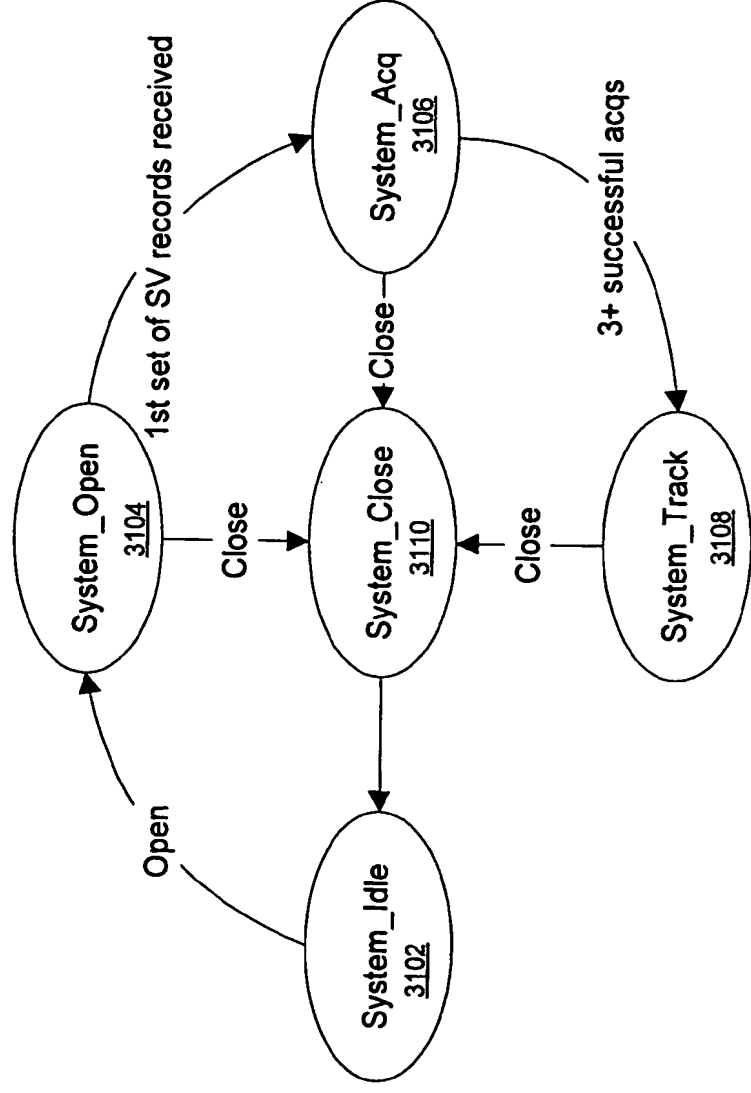 Open
System_Open
3104
1st set of SV records received
System_Idle
3102
Close
System_Close
3110
Close
System_Acq
3106
Close
System_Track
3108
3+ successful acqs